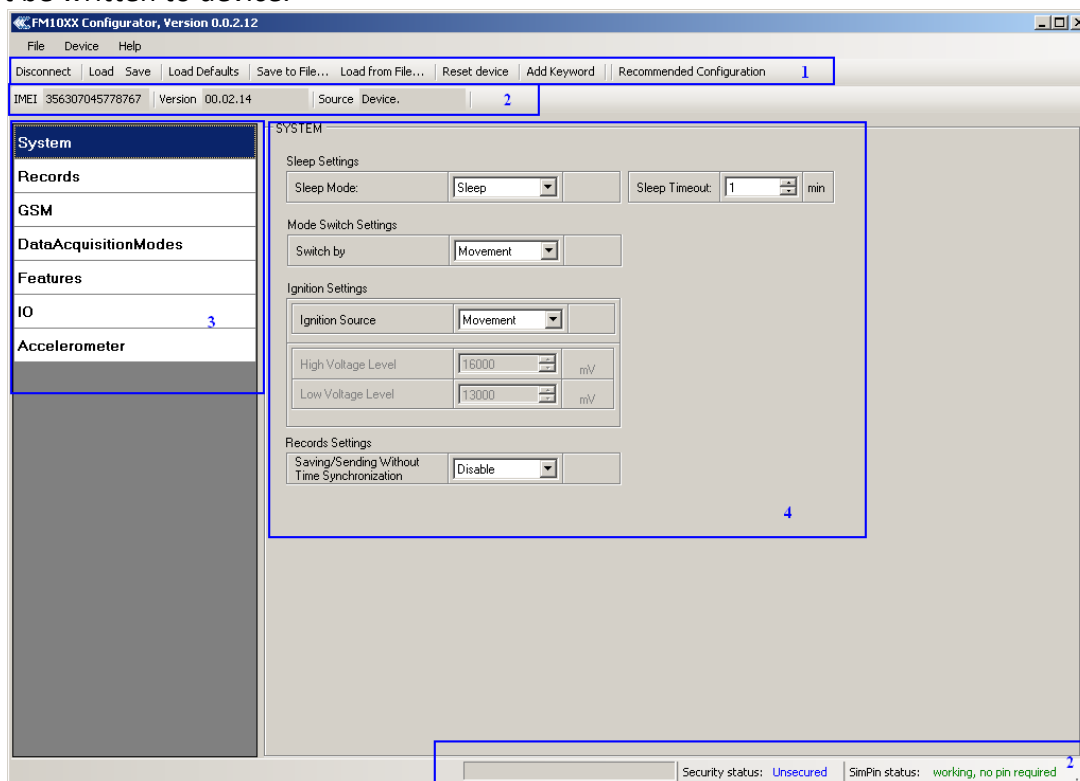 t be written to device.
FM10XX Configurator, Version 0.0.2.12
File Device Help
Disconnect Load Save Load Defaults Save to File... Load from File... Reset device Add Keyword Recommended Configuration 1
IMEI 356307045778767 Version 00.02.14 Source Device. 2
System
Records
GSM
DataAcquisitionModes
Features
IO
3
Accelerometer
SYSTEM
Sleep Settings
Sleep Mode: Sleep Sleep Timeout: 1 min
Mode Switch Settings
Switch by Movement
Ignition Settings
Ignition Source Movement
High Voltage Level 16000 mV
Low Voltage Level 13000 mV
Records Settings
Saving/Sending Without
Time Synchronization Disable
4
Security status: Unsecured SimPin status: working, no pin required 2